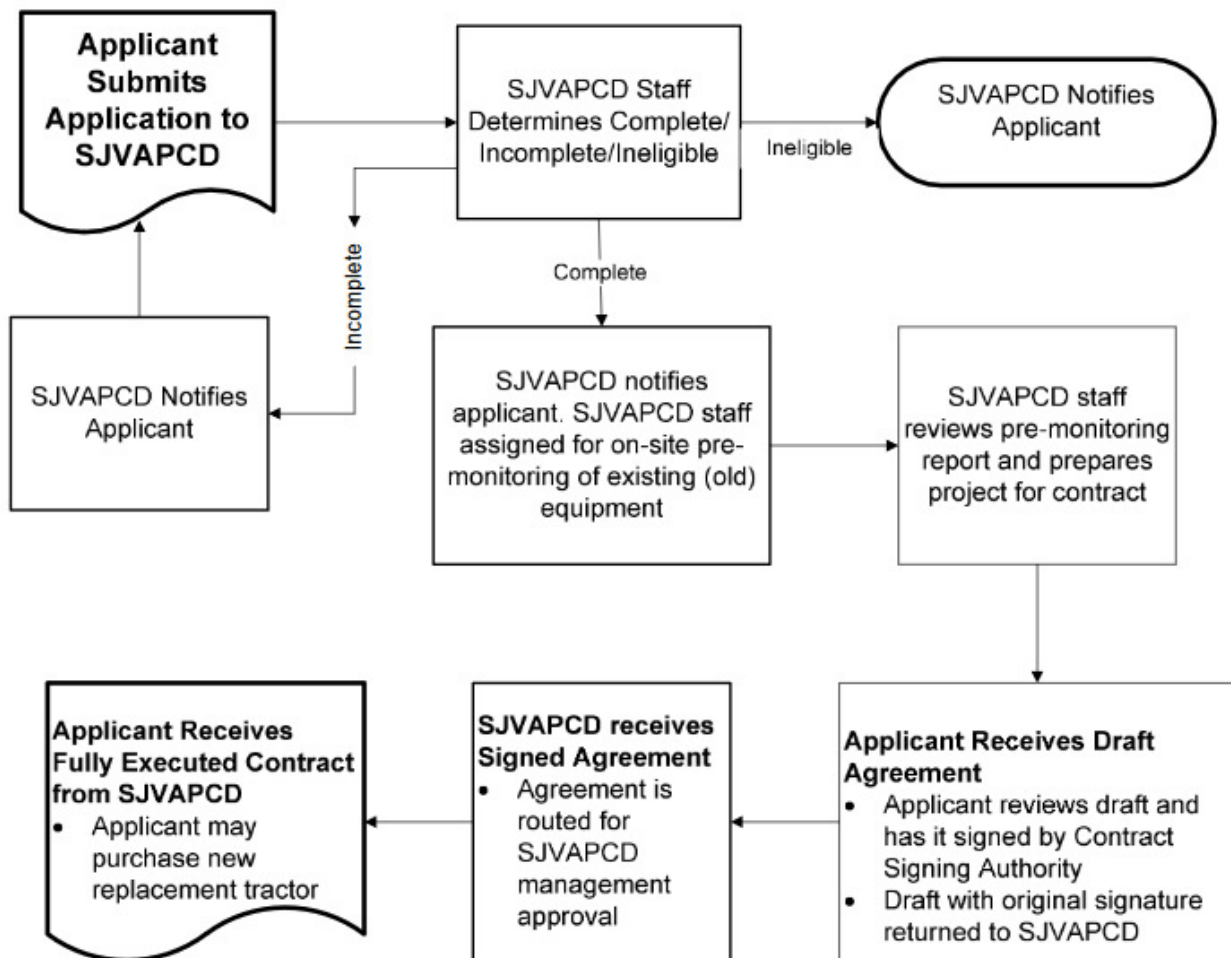 Applicant
Submits
Application to
SJVAPCD
SJVAPCD Staff
Determines Complete/
Incomplete/Ineligible
Ineligible
SJVAPCD Notifies
Applicant
Incomplete
Complete
SJVAPCD Notifies
Applicant
SJVAPCD notifies
applicant. SJVAPCD staff
assigned for on-site pre-
monitoring of existing (old)
equipment
SJVAPCD staff
reviews pre-monitoring
report and prepares
project for contract
Applicant Receives Draft
Agreement
• Applicant reviews draft and
has it signed by Contract
Signing Authority
• Draft with original signature
returned to SJVAPCD
SJVAPCD receives
Signed Agreement
• Agreement is
routed for
SJVAPCD
management
approval
Applicant Receives
Fully Executed Contract
from SJVAPCD
• Applicant may
purchase new
replacement tractor